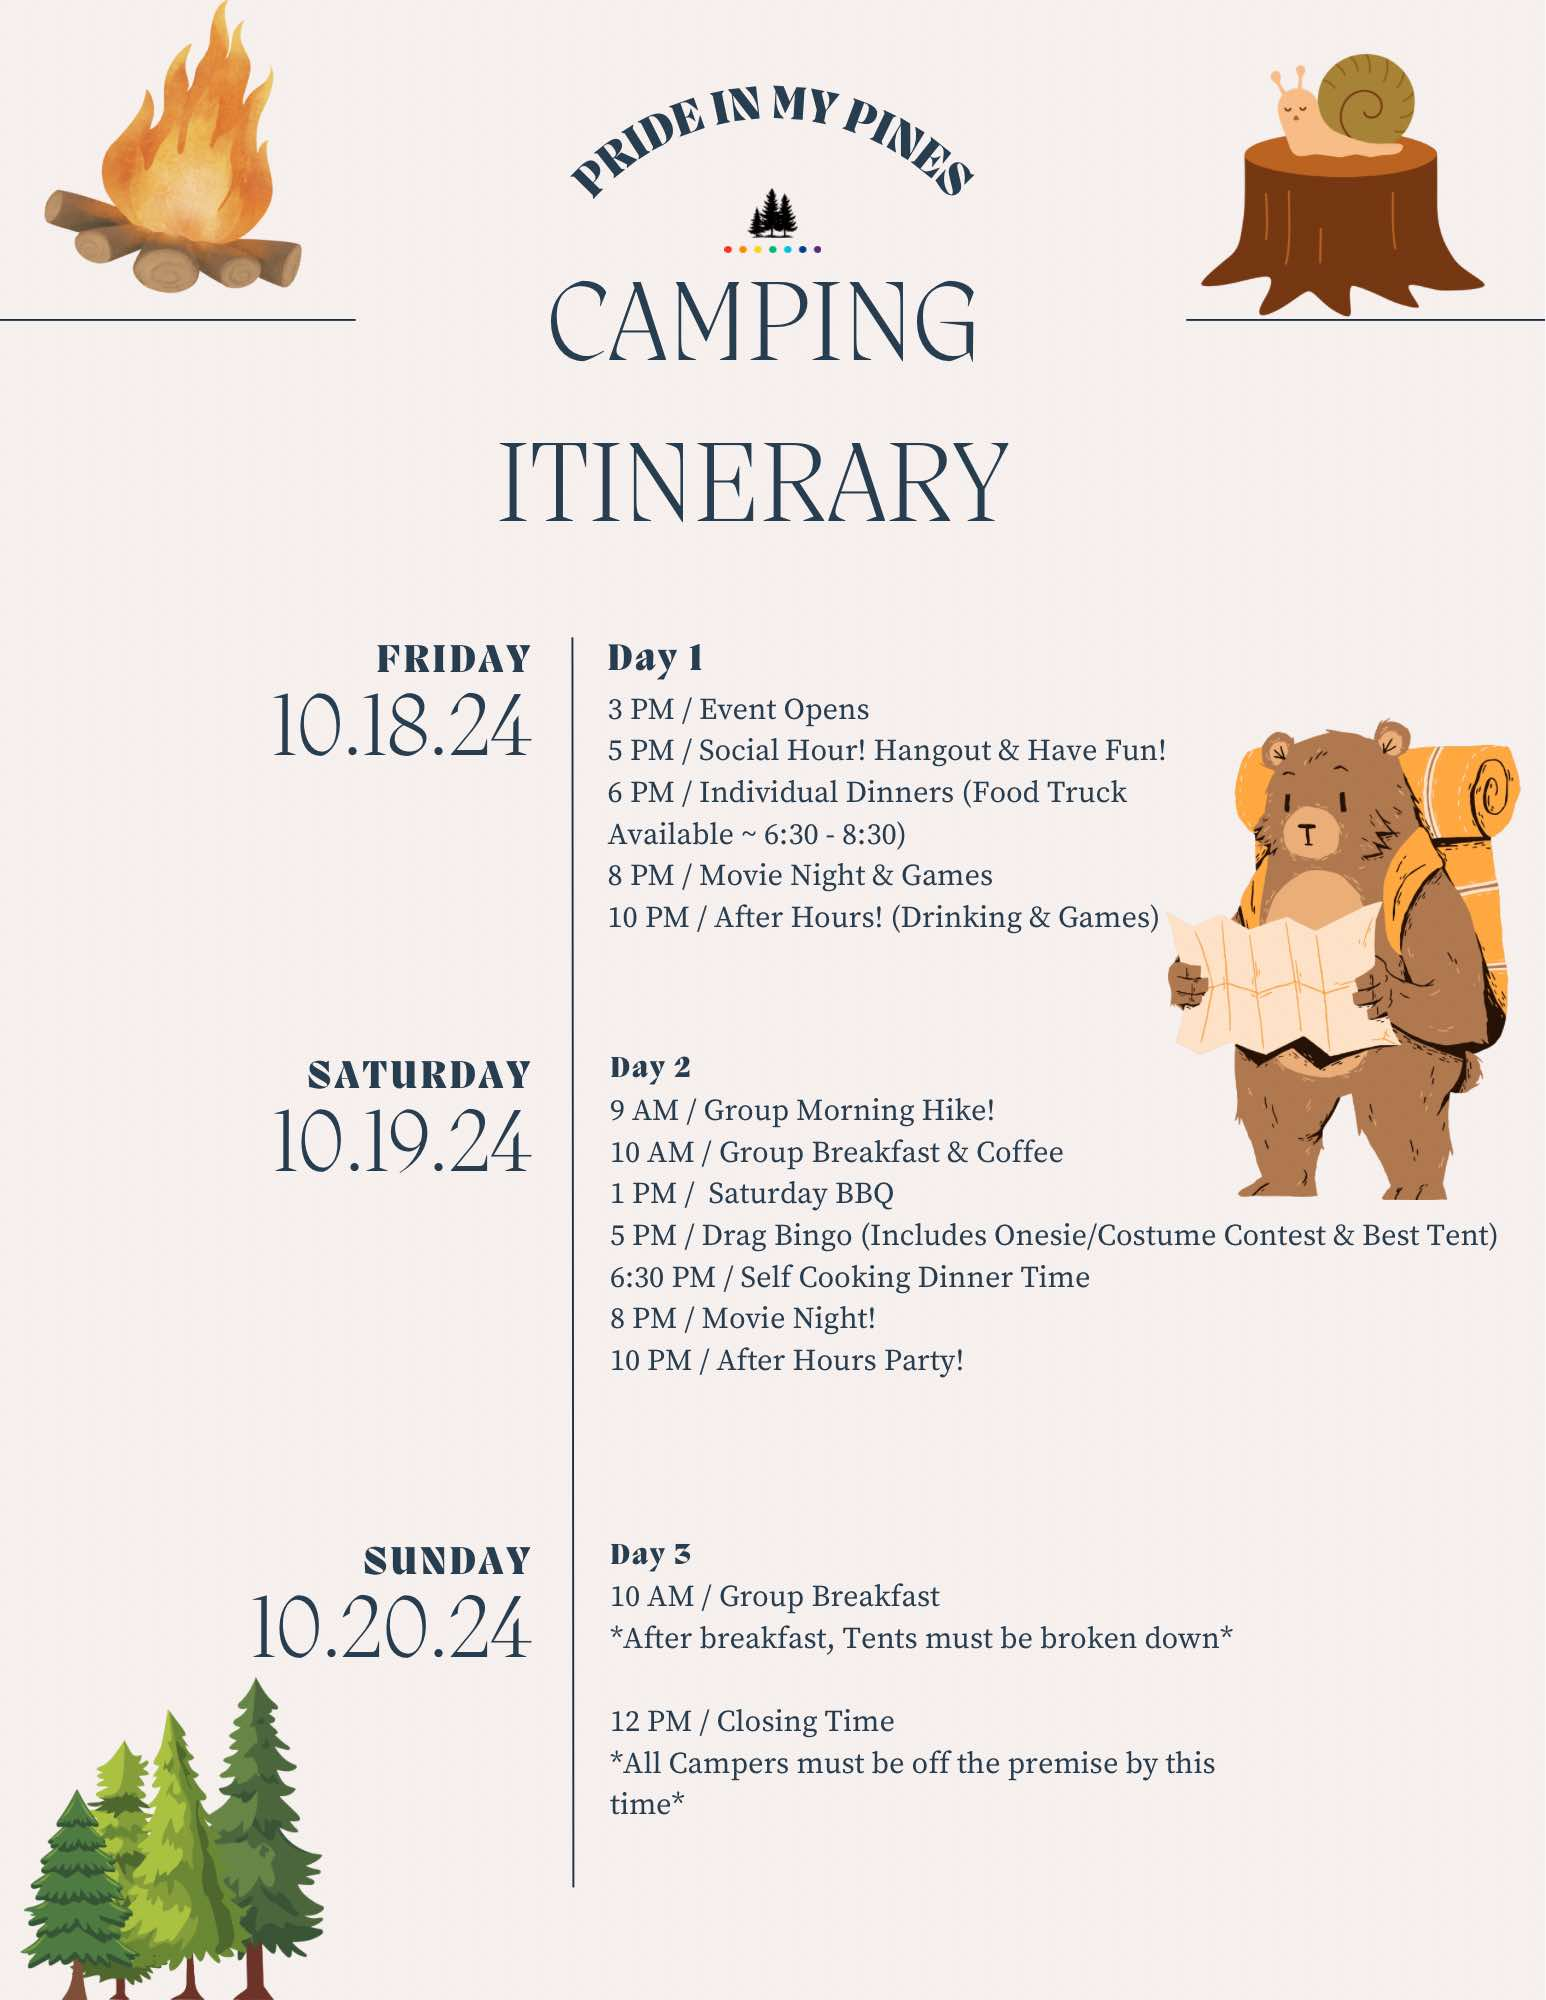 PRIDE IN MY PINES
CAMPING
ITINERARY
FRIDAY
10.18.24
Day 1
3 PM / Event Opens
5 PM / Social Hour! Hangout & Have Fun!
6 PM / Individual Dinners (Food Truck
Available ~ 6:30 - 8:30)
8 PM / Movie Night & Games
10 PM / After Hours! (Drinking & Games)
SATURDAY
10.19.24
Day 2
9 AM / Group Morning Hike!
10 AM / Group Breakfast & Coffee
1 PM /  Saturday BBQ
5 PM / Drag Bingo (Includes Onesie/Costume Contest & Best Tent)
6:30 PM / Self Cooking Dinner Time
8 PM / Movie Night!
10 PM / After Hours Party!
SUNDAY
10.20.24
Day 3
10 AM / Group Breakfast
*After breakfast, Tents must be broken down*
12 PM / Closing Time
*All Campers must be off the premise by this
time*